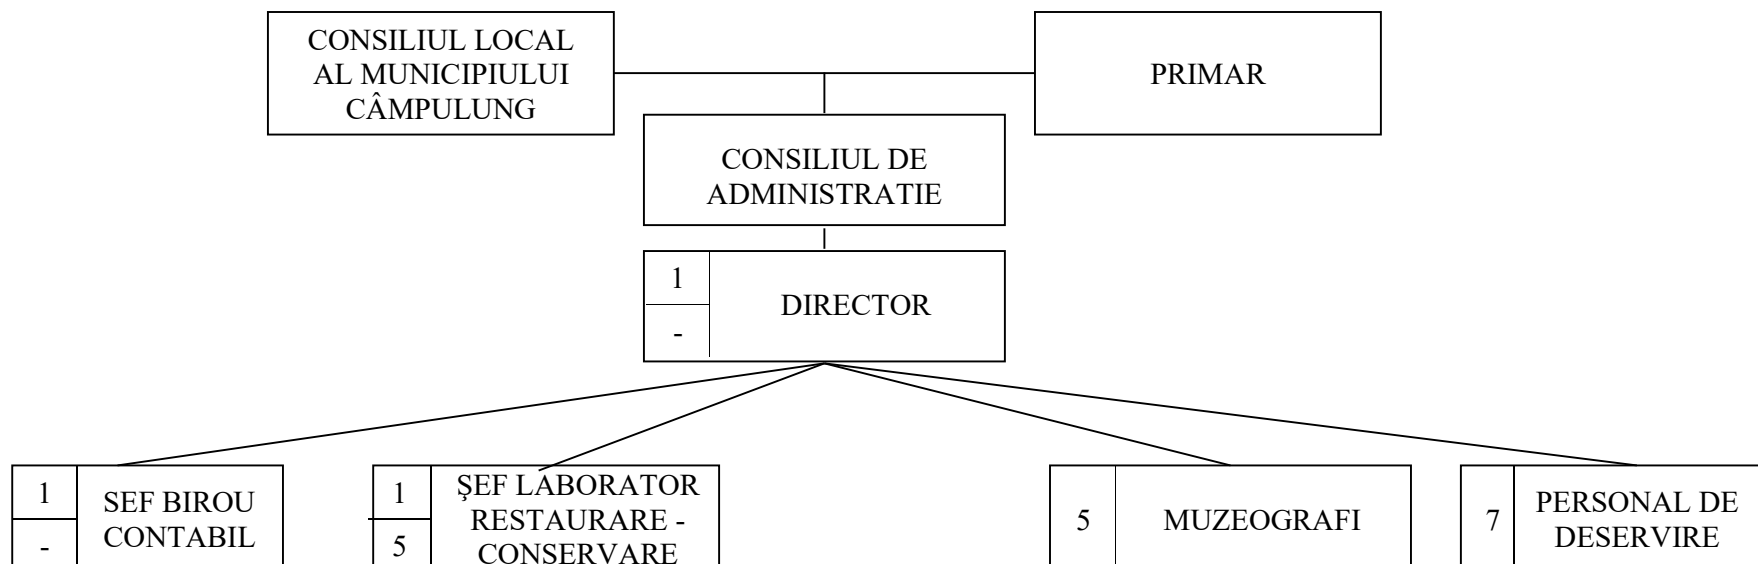 CONSILIUL LOCAL
AL MUNICIPIULUI
CÂMPULUNG
PRIMAR
CONSILIUL DE
ADMINISTRATIE
1
-
DIRECTOR
1
-
SEF BIROU
CONTABIL
1
5
ŞEF LABORATOR
RESTAURARE -
CONSERVARE
5
MUZEOGRAFI
7
PERSONAL DE
DESERVIRE